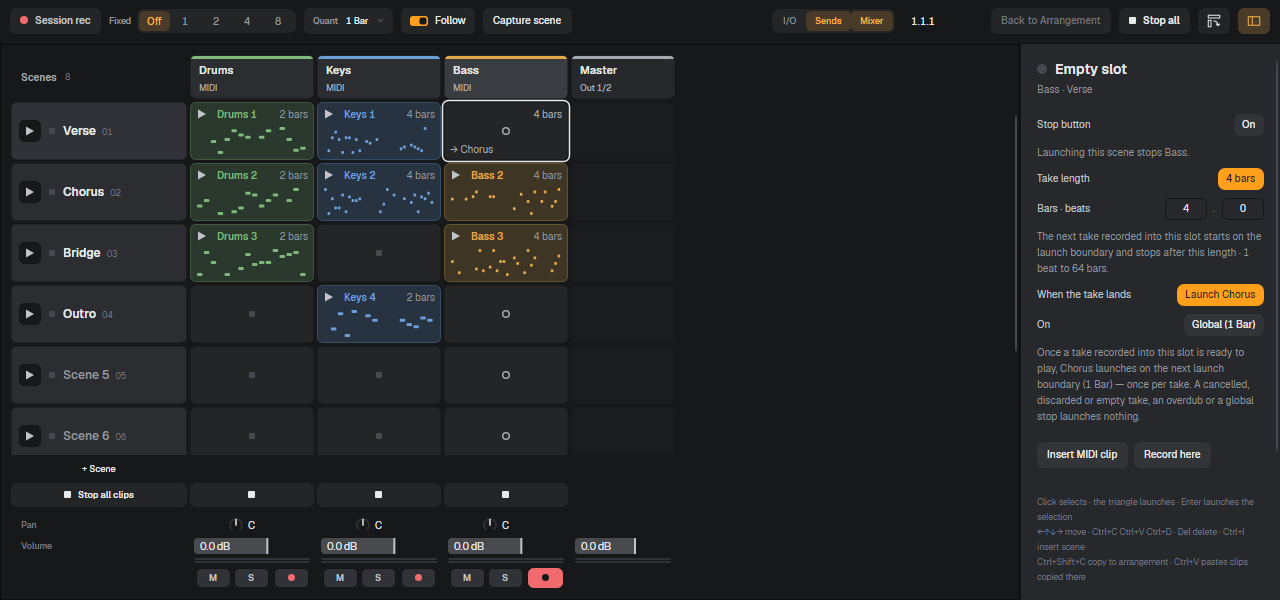 Session rec Fixed Off 1 2 4 8 Quant 1 Bar Follow Capture scene I/O Sends Mixer 1.1.1 Back to Arrangement Stop all
Scenes 8
Drums
MIDI
Keys
MIDI
Bass
MIDI
Master
Out 1/2
Verse 01
Drums 1 2 bars
Keys 1 4 bars
4 bars
→ Chorus
Chorus 02
Drums 2 2 bars
Keys 2 4 bars
Bass 2 4 bars
Bridge 03
Drums 3 2 bars
Bass 3 4 bars
Outro 04
Keys 4 2 bars
Scene 5 05
Scene 6 06
+ Scene
Stop all clips
Pan C C C
Volume 0.0 dB 0.0 dB 0.0 dB 0.0 dB
M S M S M S
Empty slot
Bass · Verse
Stop button On
Launching this scene stops Bass.
Take length 4 bars
Bars · beats 4 . 0
The next take recorded into this slot starts on the
launch boundary and stops after this length · 1
beat to 64 bars.
When the take lands Launch Chorus
On Global (1 Bar)
Once a take recorded into this slot is ready to
play, Chorus launches on the next launch
boundary (1 Bar) — once per take. A cancelled,
discarded or empty take, an overdub or a global
stop launches nothing.
Insert MIDI clip Record here
Click selects · the triangle launches · Enter launches the
selection
←↑↓→ move · Ctrl+C Ctrl+V Ctrl+D · Del delete · Ctrl+I
insert scene
Ctrl+Shift+C copy to arrangement · Ctrl+V pastes clips
copied there